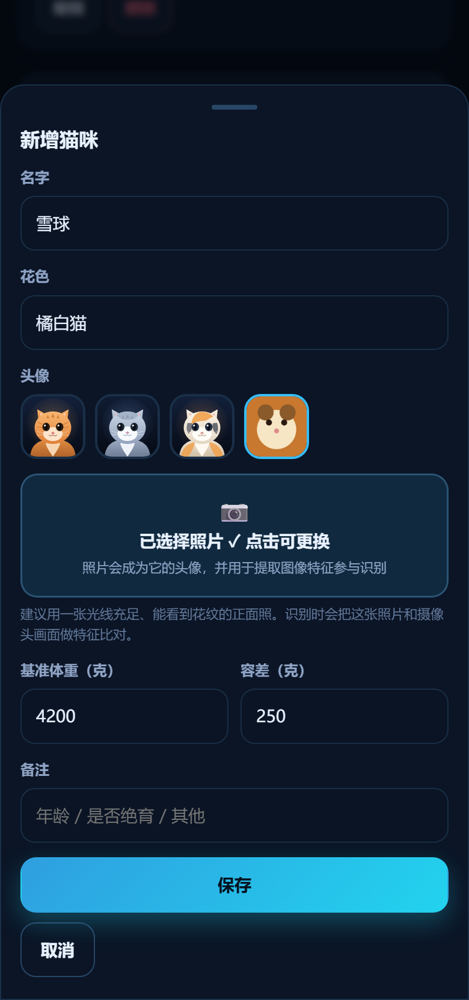 新增猫咪
名字
雪球
花色
橘白猫
头像
已选择照片 ✓ 点击可更换
照片会成为它的头像，并用于提取图像特征参与识别
建议用一张光线充足、能看到花纹的正面照。识别时会把这张照片和摄像
头画面做特征比对。
基准体重（克） 容差（克）
4200 250
备注
年龄 / 是否绝育 / 其他
保存
取消